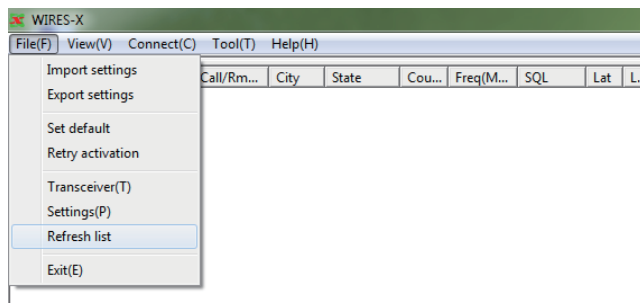 WIRES-X
File(F) View(V) Connect(C) Tool(T) Help(H)
Call/Rm... City State Cou... Freq(M... SQL Lat L.
Import settings
Export settings
Set default
Retry activation
Transceiver(T)
Settings(P)
Refresh list
Exit(E)